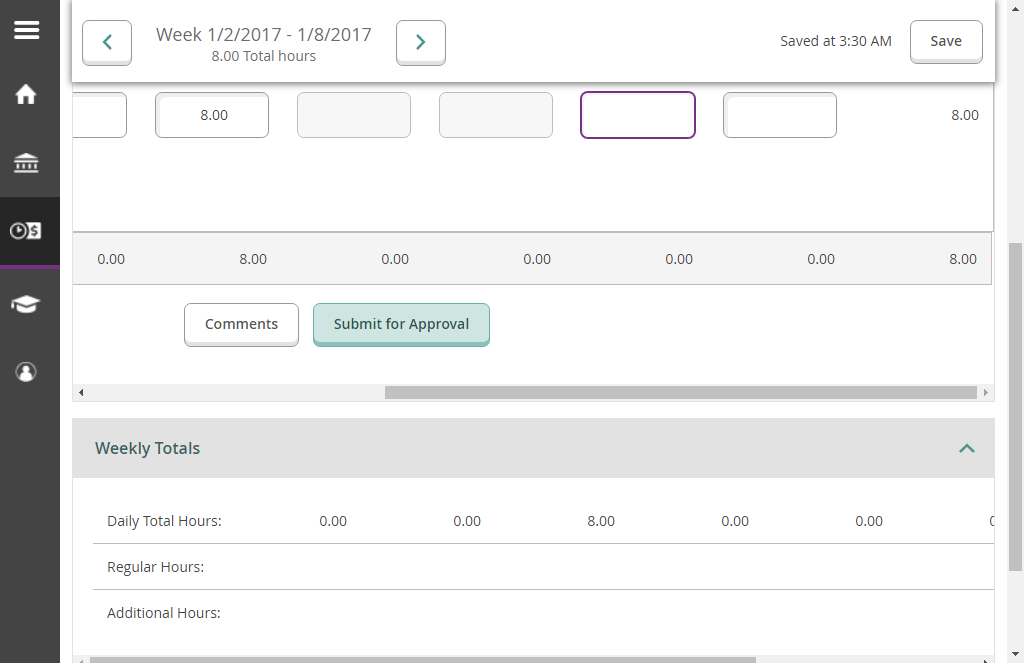 Week 1/2/2017 - 1/8/2017
8.00 Total hours
Saved at 3:30 AM
Save
8.00 8.00
0.00 8.00 0.00 0.00 0.00 0.00 8.00
Comments
Submit for Approval
Weekly Totals
Daily Total Hours: 0.00 0.00 8.00 0.00 0.00
Regular Hours:
Additional Hours: